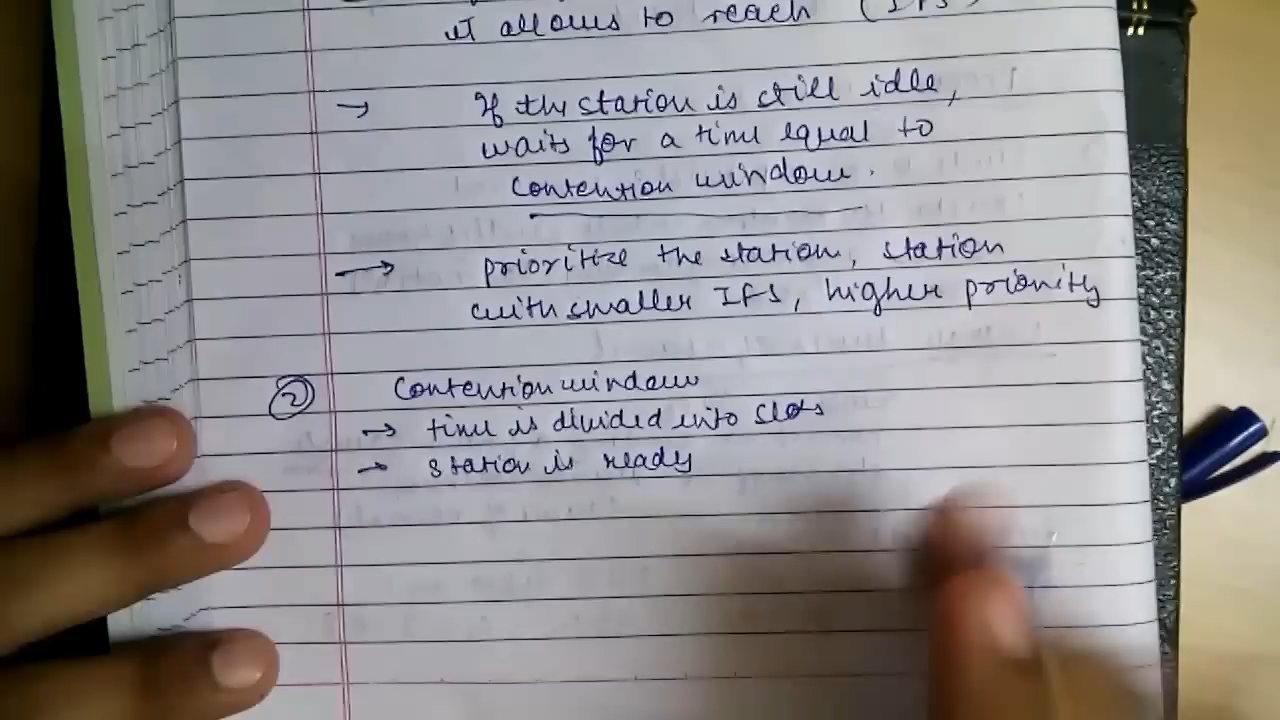 it allows to reach (IFS)
→ If the station is still idle,
waits for a time equal to
contention window.
→ prioritize the station, station
with smaller IFS, higher priority
② Contention window
→ time is divided into slots
→ station is ready